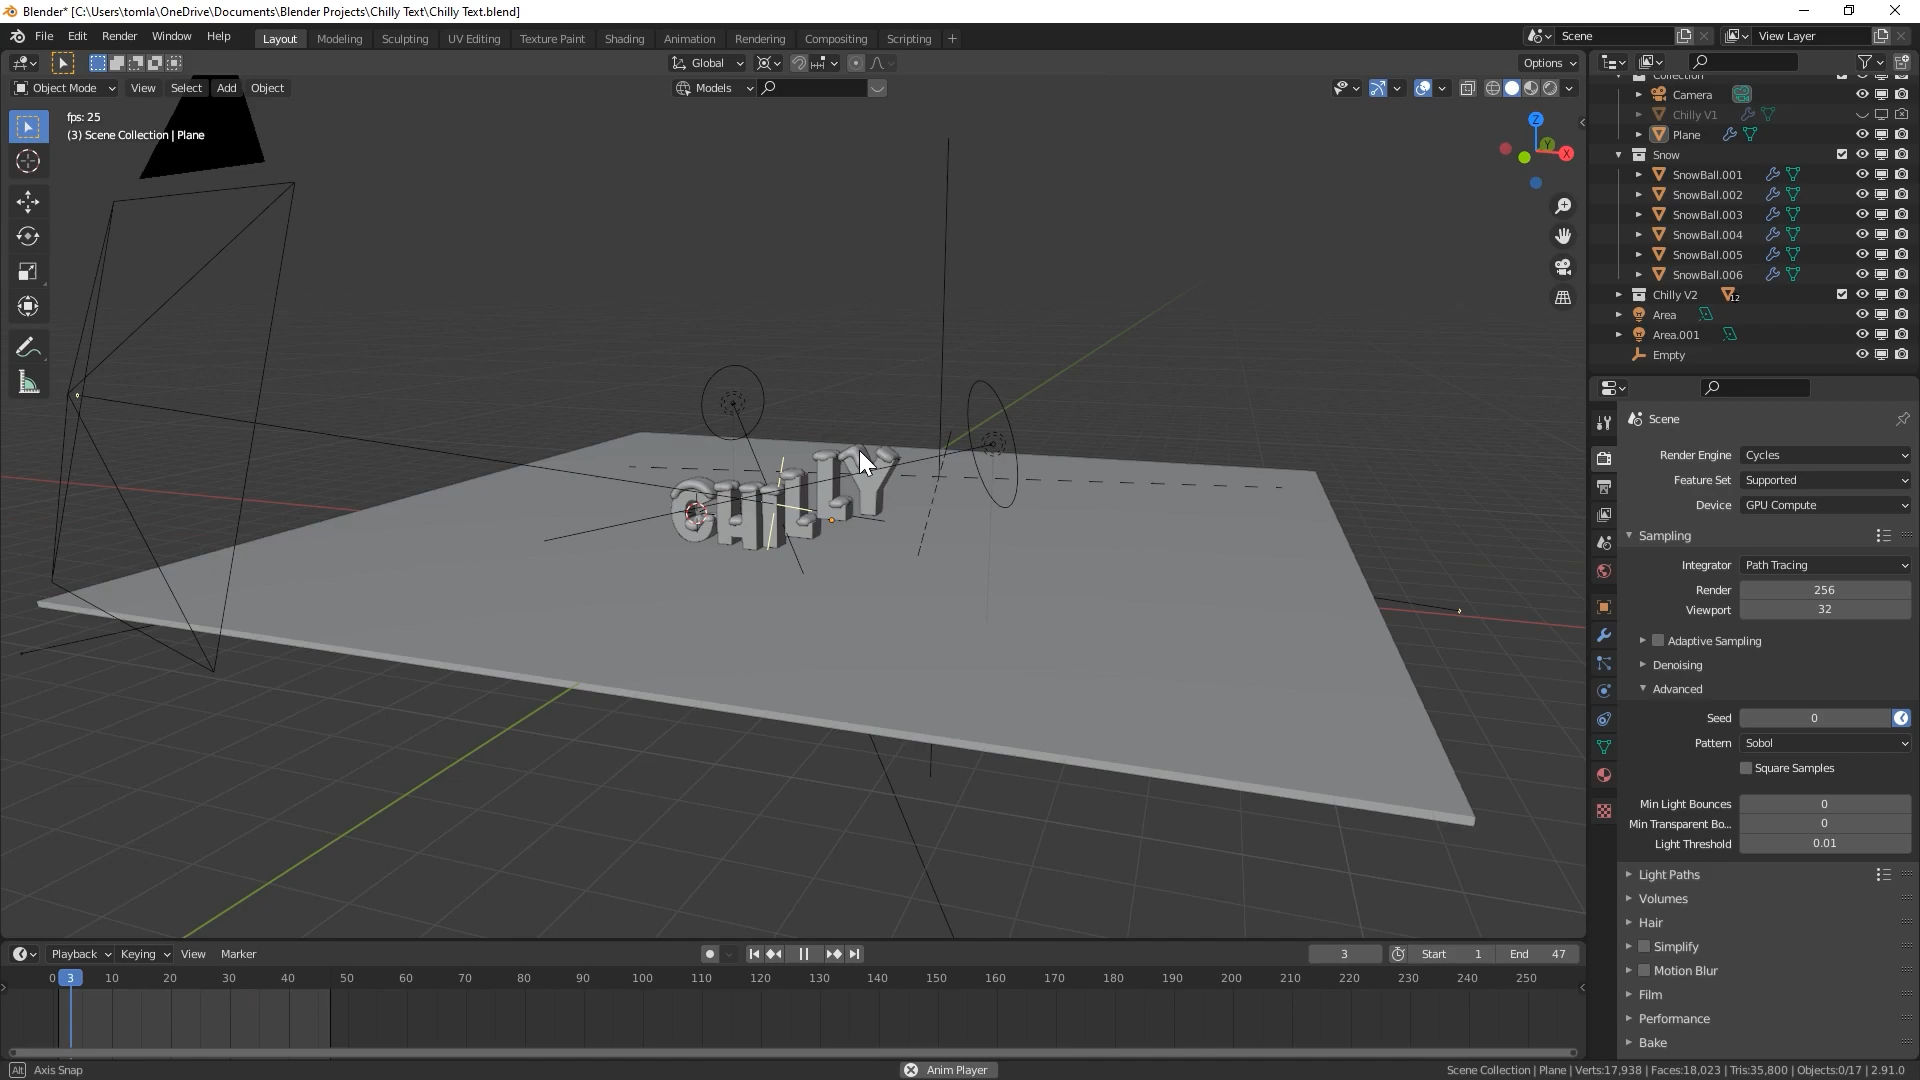 Blender* [C:\Users\tomla\OneDrive\Documents\Blender Projects\Chilly Text\Chilly Text.blend]
File Edit Render Window Help Layout Modeling Sculpting UV Editing Texture Paint Shading Animation Rendering Compositing Scripting + Scene View Layer
Global Options
Object Mode View Select Add Object Models
fps: 25
(3) Scene Collection | Plane
Z
Y
X
CHILLY
Collection
Camera
Chilly V1
Plane
Snow
SnowBall.001
SnowBall.002
SnowBall.003
SnowBall.004
SnowBall.005
SnowBall.006
Chilly V2 12
Area
Area.001
Empty
Scene
Render Engine Cycles
Feature Set Supported
Device GPU Compute
Sampling
Integrator Path Tracing
Render 256
Viewport 32
Adaptive Sampling
Denoising
Advanced
Seed 0
Pattern Sobol
Square Samples
Min Light Bounces 0
Min Transparent Bo... 0
Light Threshold 0.01
Light Paths
Volumes
Hair
Simplify
Motion Blur
Film
Performance
Bake
Playback Keying View Marker 3 Start 1 End 47
0 3 10 20 30 40 50 60 70 80 90 100 110 120 130 140 150 160 170 180 190 200 210 220 230 240 250
Alt Axis Snap Anim Player Scene Collection | Plane | Verts:17,938 | Faces:18,023 | Tris:35,800 | Objects:0/17 | 2.91.0